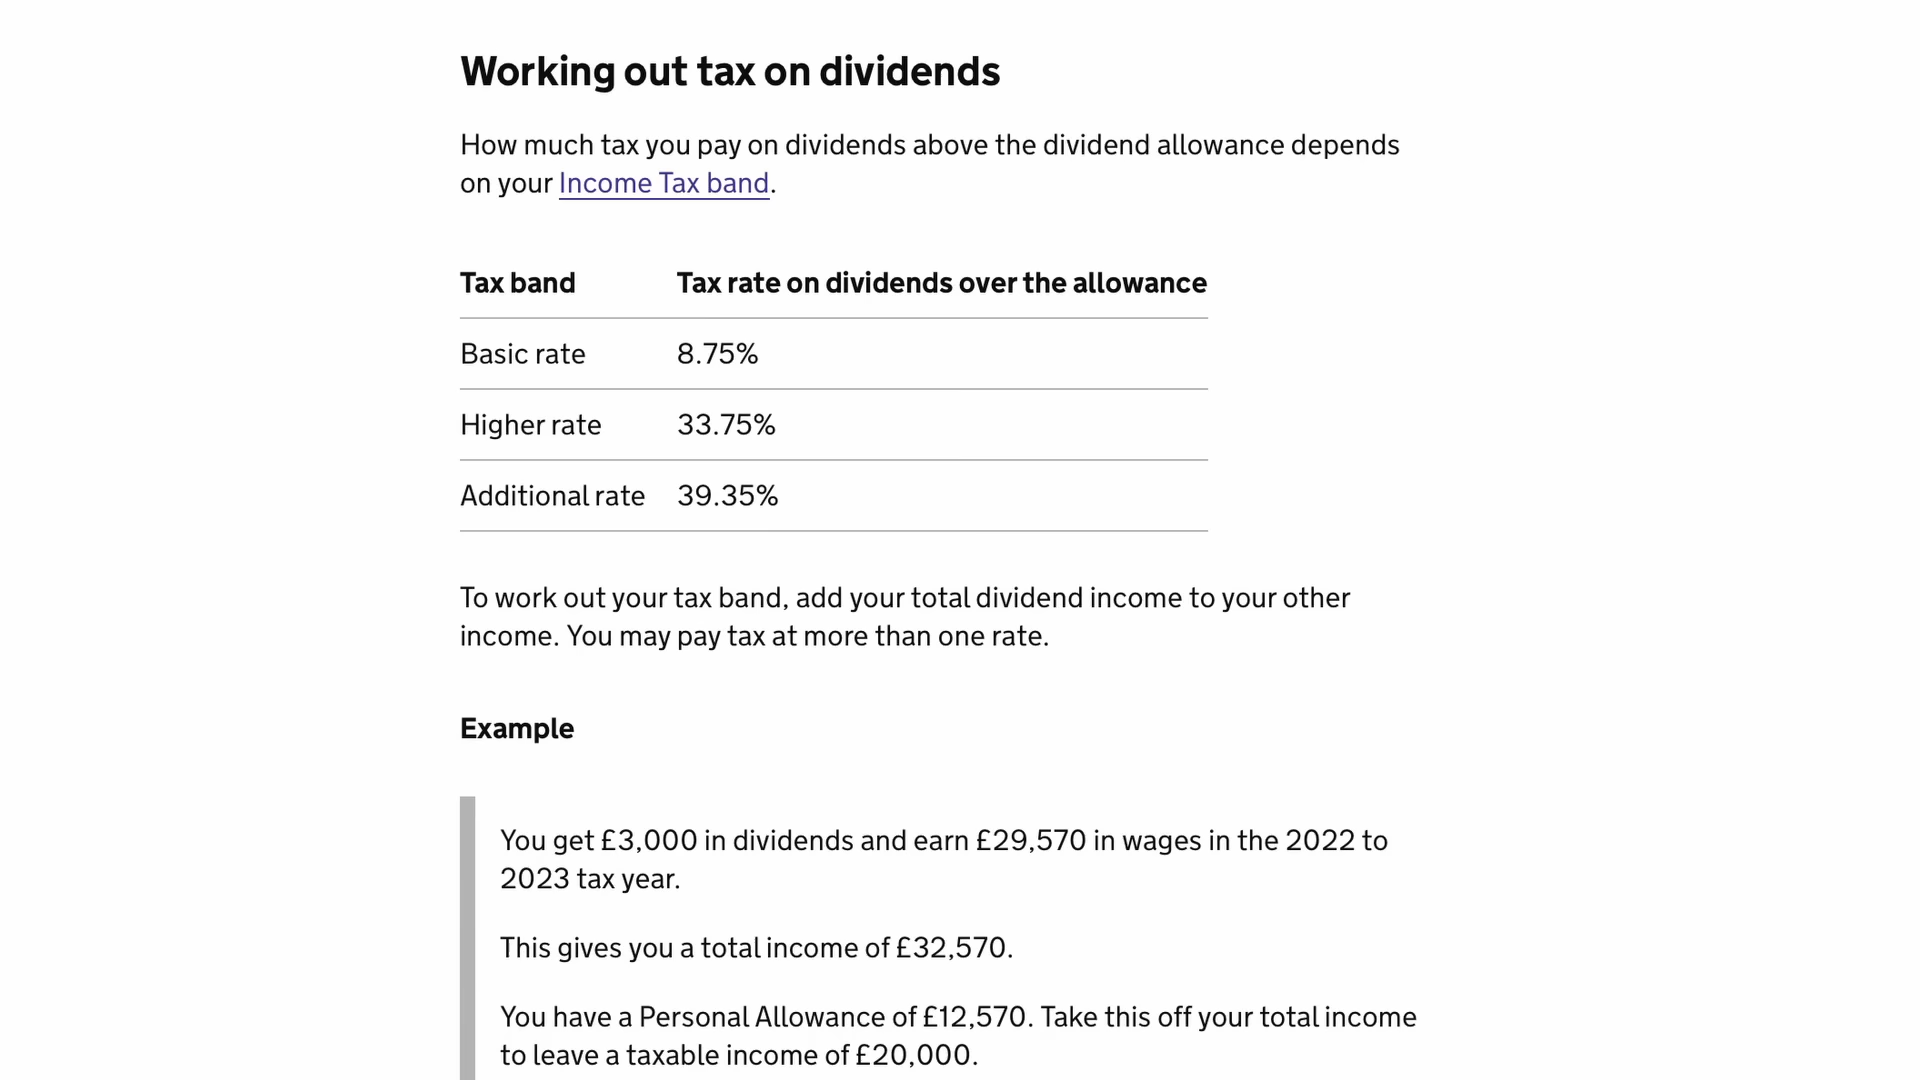 Working out tax on dividends
How much tax you pay on dividends above the dividend allowance depends
on your Income Tax band.
Tax band Tax rate on dividends over the allowance
Basic rate 8.75%
Higher rate 33.75%
Additional rate 39.35%
To work out your tax band, add your total dividend income to your other
income. You may pay tax at more than one rate.
Example
You get £3,000 in dividends and earn £29,570 in wages in the 2022 to
2023 tax year.
This gives you a total income of £32,570.
You have a Personal Allowance of £12,570. Take this off your total income
to leave a taxable income of £20,000.